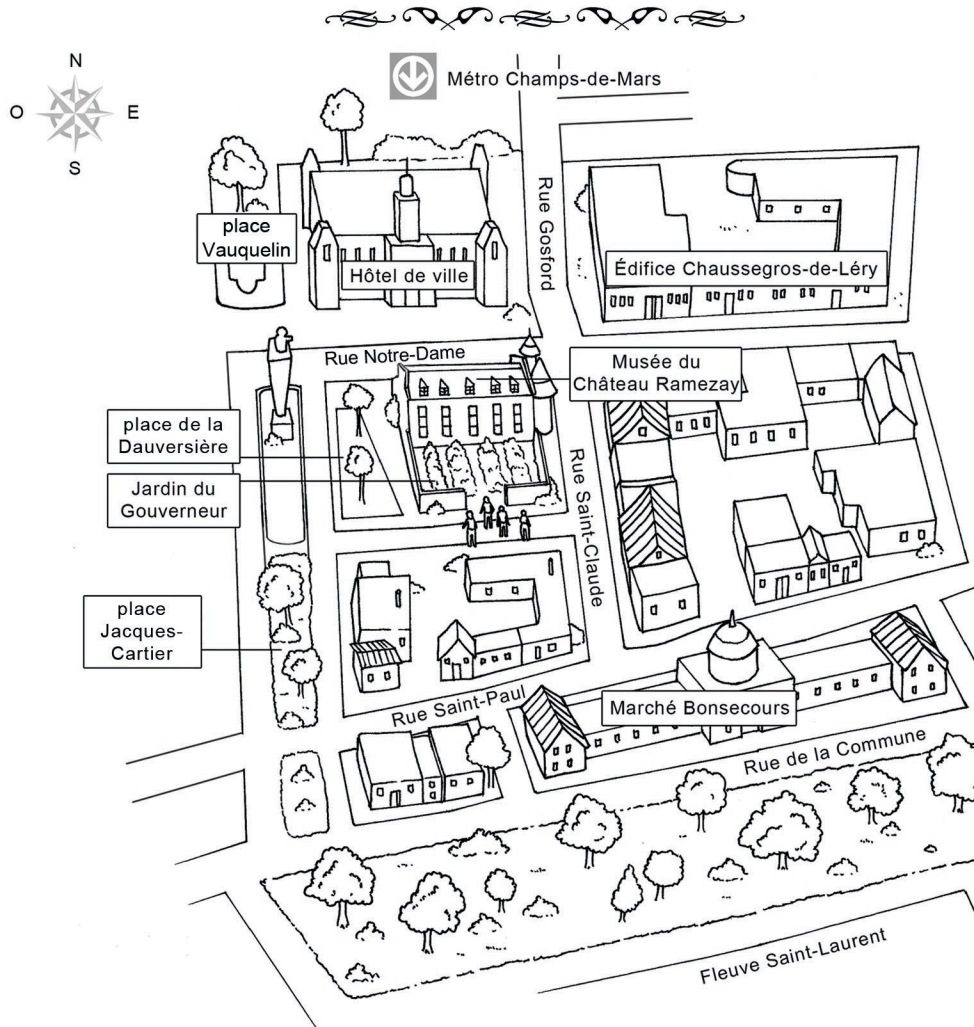 N
O
E
S
Métro Champs-de-Mars
Rue Gosford
place
Vauquelin
Hôtel de ville
Édifice Chaussegros-de-Léry
Rue Notre-Dame
Musée du
Château Ramezay
place de la
Dauversière
Jardin du
Gouverneur
Rue Saint-Claude
place
Jacques-
Cartier
Rue Saint-Paul
Marché Bonsecours
Rue de la Commune
Fleuve Saint-Laurent